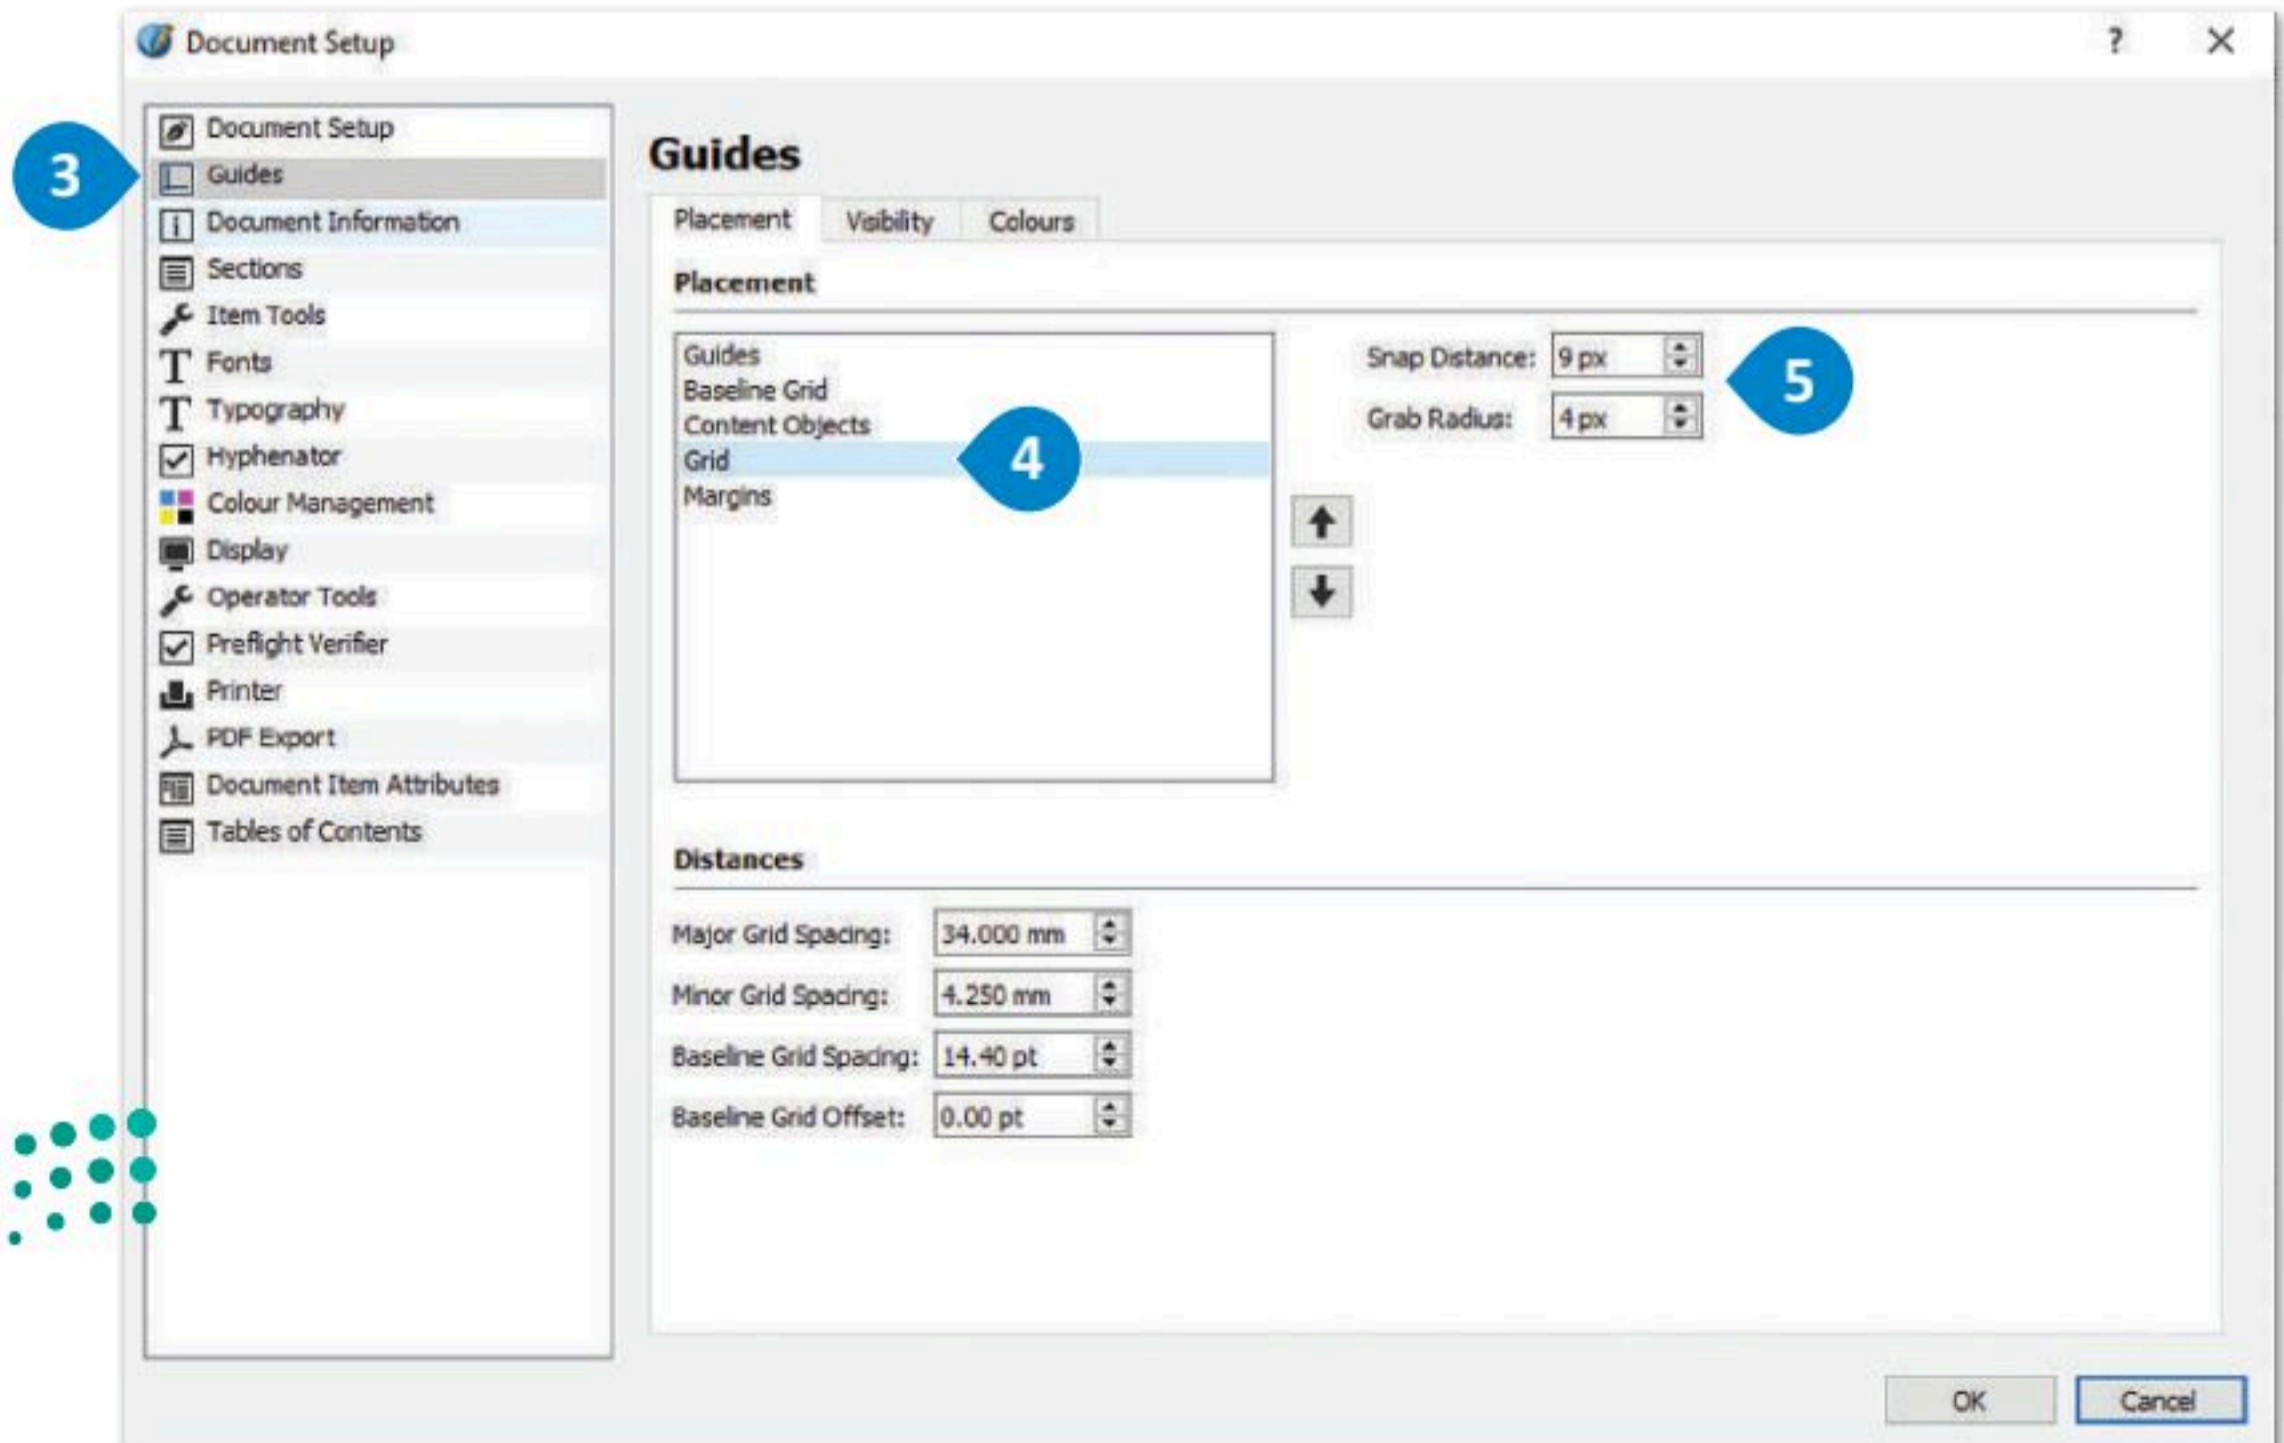 Document Setup
?
Document Setup
3
Guides
Document Information
Sections
Item Tools
Fonts
Typography
Hyphenator
Colour Management
Display
Operator Tools
Preflight Verifier
Printer
PDF Export
Document Item Attributes
Tables of Contents
Guides
Placement Visibility Colours
Placement
Guides
Baseline Grid
Content Objects
Grid
4
Margins
Snap Distance: 9 px
5
Grab Radius: 4 px
Distances
Major Grid Spacing: 34.000 mm
Minor Grid Spacing: 4.250 mm
Baseline Grid Spacing: 14.40 pt
Baseline Grid Offset: 0.00 pt
OK Cancel